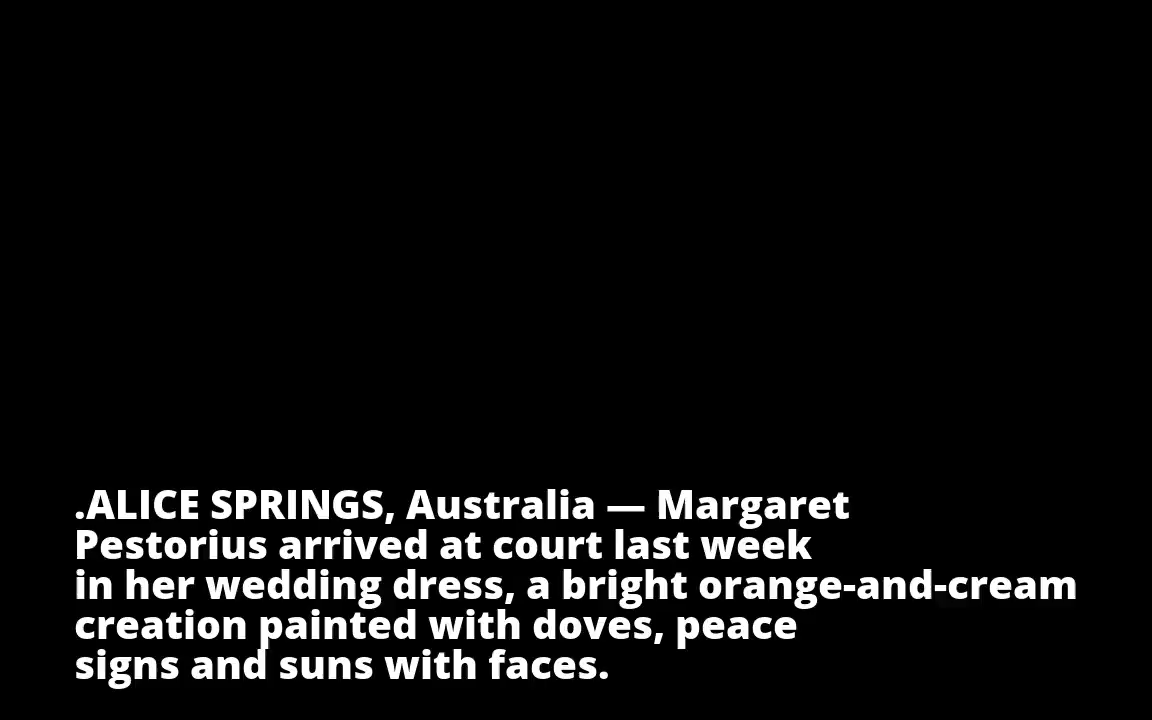 .ALICE SPRINGS, Australia — Margaret
Pestorius arrived at court last week
in her wedding dress, a bright orange-and-cream
creation painted with doves, peace
signs and suns with faces.